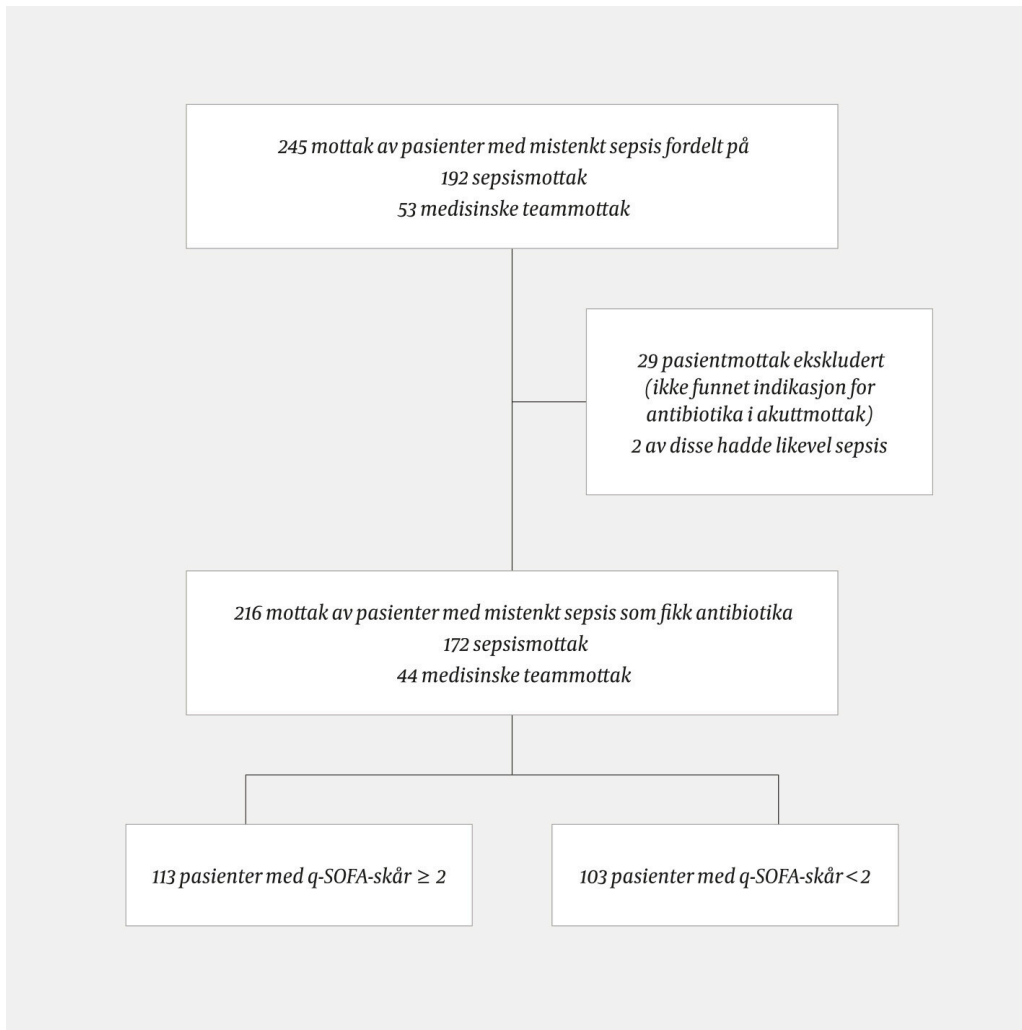 245 mottak av pasienter med mistenkt sepsis fordelt på
192 sepsismottak
53 medisinske teammottak
29 pasientmottak ekskludert
(ikke funnet indikasjon for
antibiotika i akuttmottak)
2 av disse hadde likevel sepsis
216 mottak av pasienter med mistenkt sepsis som fikk antibiotika
172 sepsismottak
44 medisinske teammottak
113 pasienter med q-SOFA-skår ≥ 2
103 pasienter med q-SOFA-skår < 2